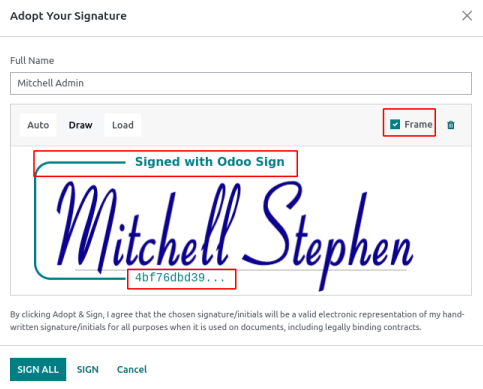 Adopt Your Signature
Full Name
Mitchell Admin
Auto Draw Load Frame
Signed with Odoo Sign
Mitchell Stephen
4bf76dbd39...
By clicking Adopt & Sign, I agree that the chosen signature/initials will be a valid electronic representation of my hand-
written signature/initials for all purposes when it is used on documents, including legally binding contracts.
SIGN ALL SIGN Cancel